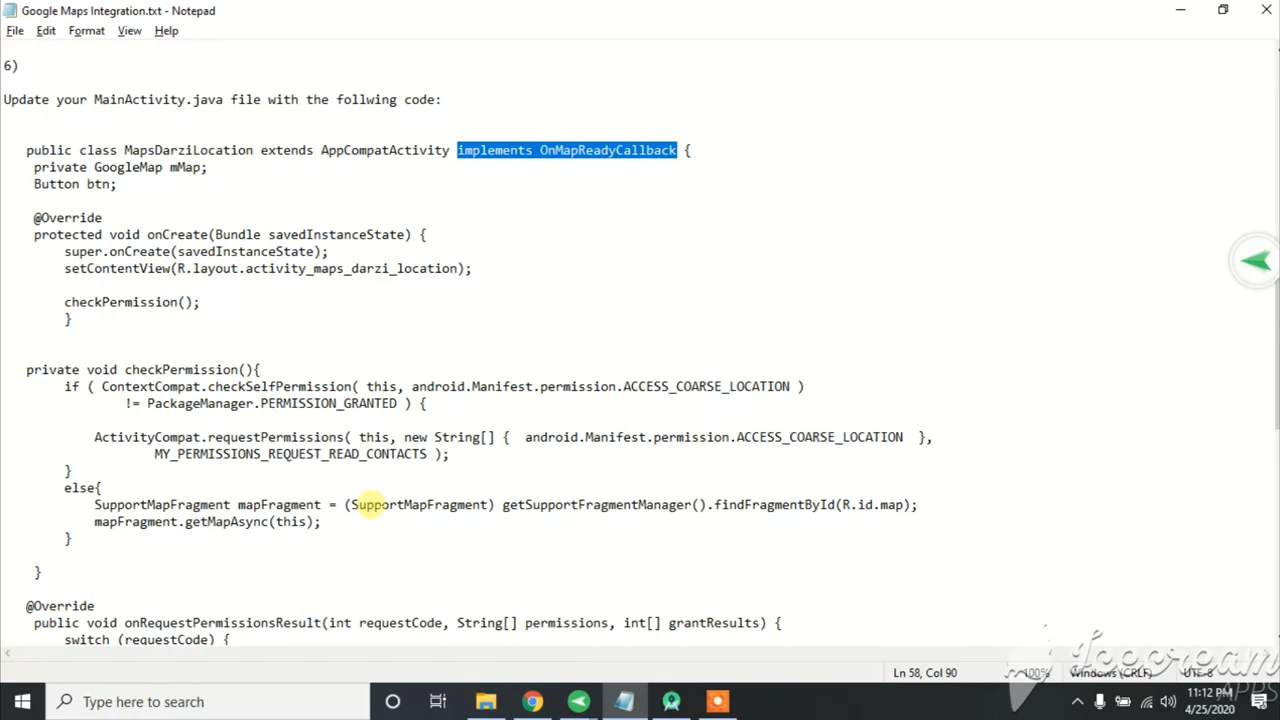 Google Maps Integration.txt - Notepad
File Edit Format View Help
6)
Update your MainActivity.java file with the follwing code:
public class MapsDarziLocation extends AppCompatActivity implements OnMapReadyCallback {
private GoogleMap mMap;
Button btn;
@Override
protected void onCreate(Bundle savedInstanceState) {
super.onCreate(savedInstanceState);
setContentView(R.layout.activity_maps_darzi_location);
checkPermission();
}
private void checkPermission(){
if ( ContextCompat.checkSelfPermission( this, android.Manifest.permission.ACCESS_COARSE_LOCATION )
!= PackageManager.PERMISSION_GRANTED ) {
ActivityCompat.requestPermissions( this, new String[] {  android.Manifest.permission.ACCESS_COARSE_LOCATION  },
MY_PERMISSIONS_REQUEST_READ_CONTACTS );
}
else{
SupportMapFragment mapFragment = (SupportMapFragment) getSupportFragmentManager().findFragmentById(R.id.map);
mapFragment.getMapAsync(this);
}
}
@Override
public void onRequestPermissionsResult(int requestCode, String[] permissions, int[] grantResults) {
switch (requestCode) {
Ln 58, Col 90 100% Windows (CRLF) UTF-8
Type here to search
11:12 PM
4/25/2020